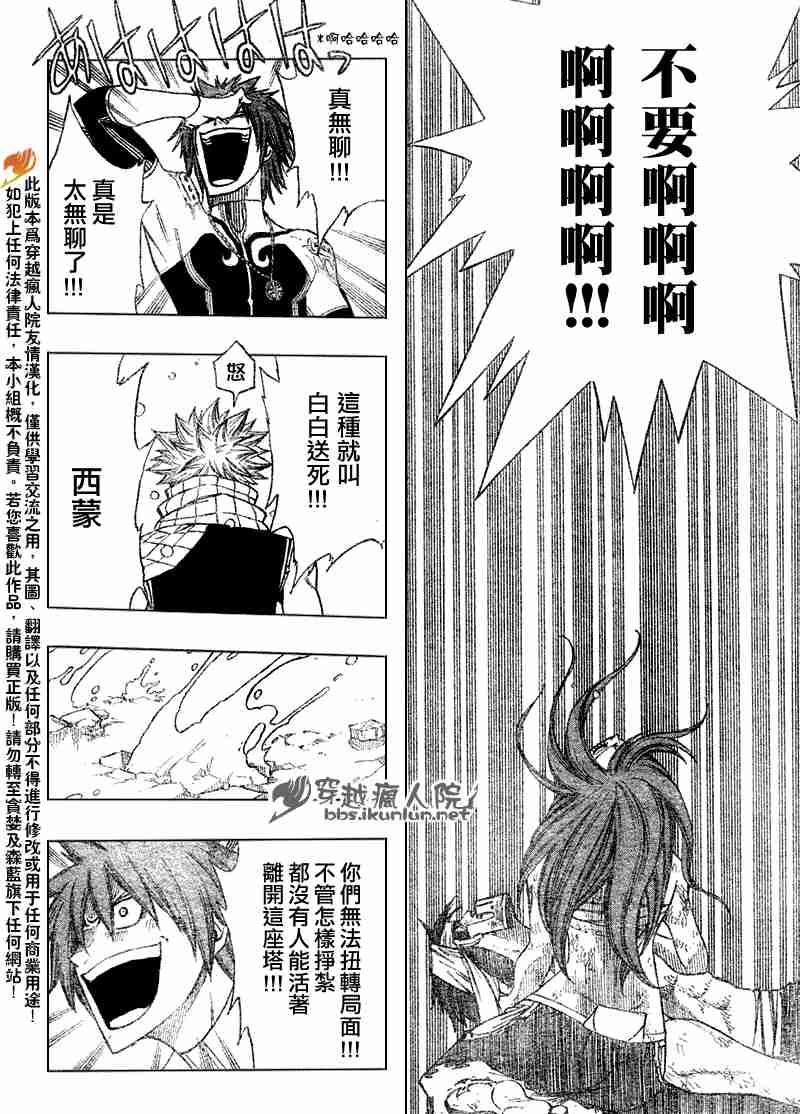 不要啊啊啊
啊啊啊啊!!!
あはははははっ
*啊哈哈哈哈
真無聊!!!
真是
太無聊了!!!
怒
這種就叫
白白送死!!!
西蒙
你們無法扭轉局面!!!
不管怎樣掙紮
都沒有人能活著
離開這座塔!!!
穿越瘋人院
bbs.ikunlun.net
此版本爲穿越瘋人院友情漢化，僅供學習交流之用，其圖、翻譯以及任何部分不得進行修改或用于任何商業用途！
如犯上任何法律責任，本小組概不負責。若您喜歡此作品，請購買正版！請勿轉至貪婪及森藍旗下任何網站！